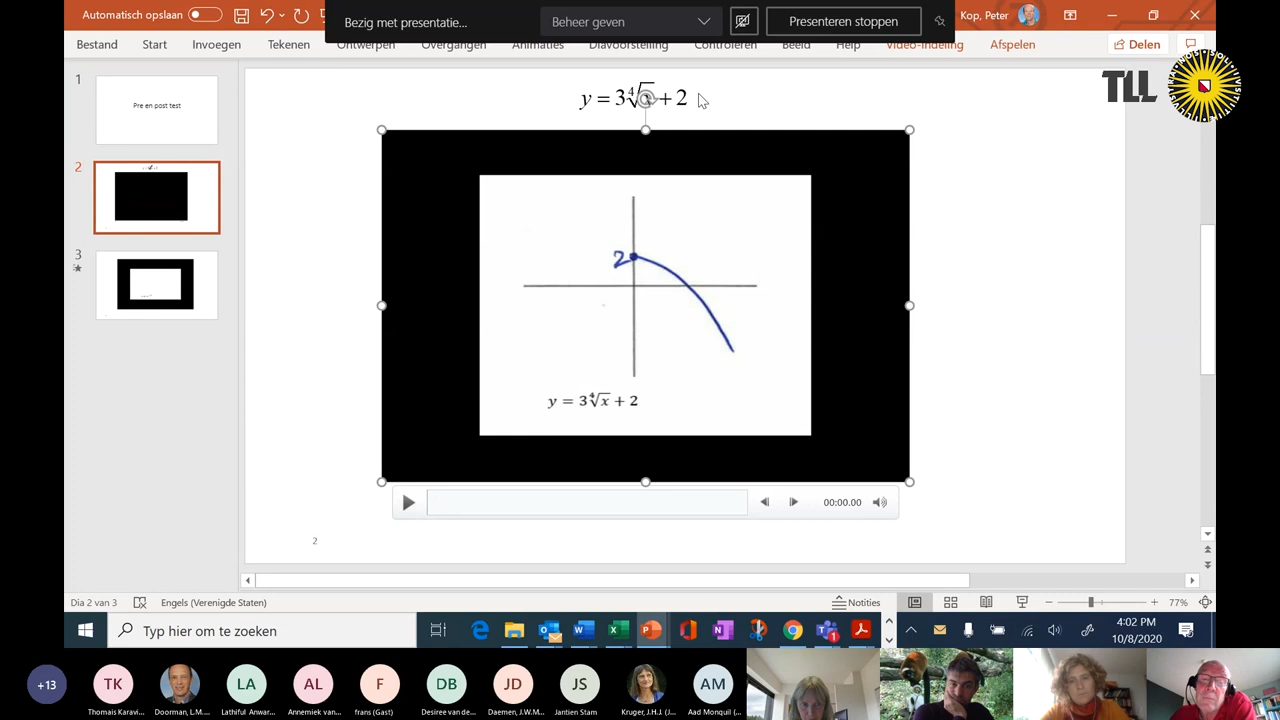 Automatisch opslaan
Bezig met presentatie...
Beheer geven
Presenteren stoppen
Kop, Peter
Bestand Start Invoegen Tekenen Ontwerpen Overgangen Animaties Diavoorstelling Controleren Beeld Help Video-indeling Afspelen Delen
TLL
1
Pre en post test
2
3
y = 3∜x + 2
2
y = 3∜x + 2
00:00.00
2
Dia 2 van 3 Engels (Verenigde Staten) Notities 77%
Typ hier om te zoeken
4:02 PM
10/8/2020
+13 TK LA AL F DB JD JS AM
Thomais Karavi... Doorman, L.M... Lathiful Anwar... Annemiek van... frans (Gast) Desiree van de... Daemen, J.W.M... Jantien Stam Kruger, J.H.J. (J... Aad Monquil (...